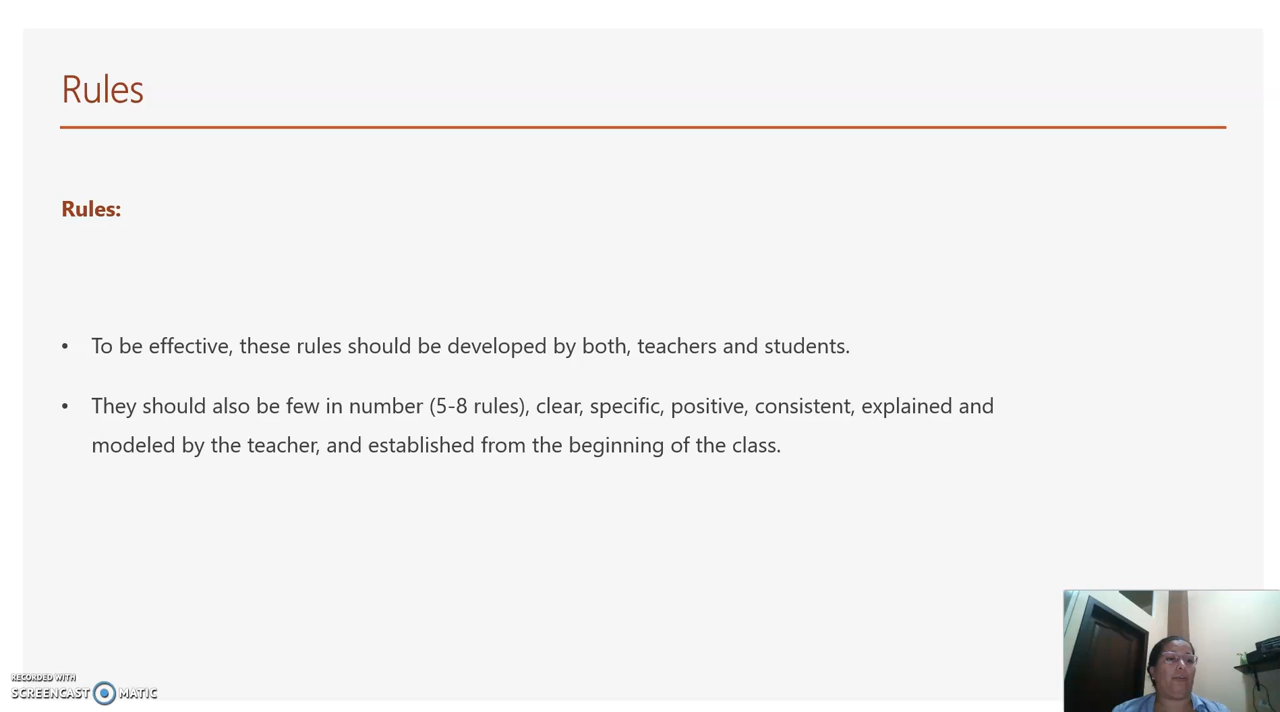 Rules
Rules:
• To be effective, these rules should be developed by both, teachers and students.
• They should also be few in number (5-8 rules), clear, specific, positive, consistent, explained and
modeled by the teacher, and established from the beginning of the class.
RECORDED WITH
SCREENCAST MATIC